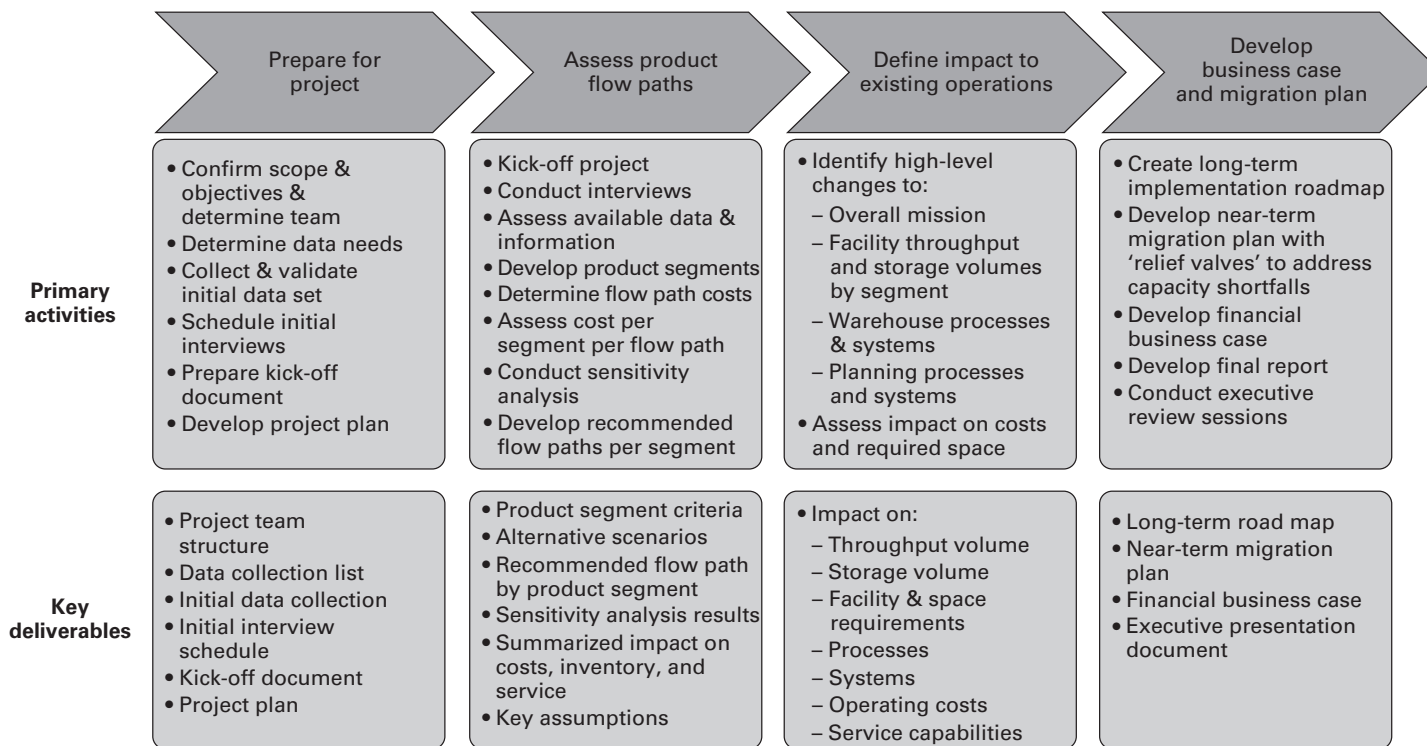 Prepare for
project
Assess product
flow paths
Define impact to
existing operations
Develop
business case
and migration plan
Primary
activities
• Confirm scope &
objectives &
determine team
• Determine data needs
• Collect & validate
initial data set
• Schedule initial
interviews
• Prepare kick-off
document
• Develop project plan
• Kick-off project
• Conduct interviews
• Assess available data &
information
• Develop product segments
• Determine flow path costs
• Assess cost per
segment per flow path
• Conduct sensitivity
analysis
• Develop recommended
flow paths per segment
• Identify high-level
changes to:
– Overall mission
– Facility throughput
and storage volumes
by segment
– Warehouse processes
& systems
– Planning processes
and systems
• Assess impact on costs
and required space
• Create long-term
implementation roadmap
• Develop near-term
migration plan with
‘relief valves’ to address
capacity shortfalls
• Develop financial
business case
• Develop final report
• Conduct executive
review sessions
Key
deliverables
• Project team
structure
• Data collection list
• Initial data collection
• Initial interview
schedule
• Kick-off document
• Project plan
• Product segment criteria
• Alternative scenarios
• Recommended flow path
by product segment
• Sensitivity analysis results
• Summarized impact on
costs, inventory, and
service
• Key assumptions
• Impact on:
– Throughput volume
– Storage volume
– Facility & space
requirements
– Processes
– Systems
– Operating costs
– Service capabilities
• Long-term road map
• Near-term migration
plan
• Financial business case
• Executive presentation
document